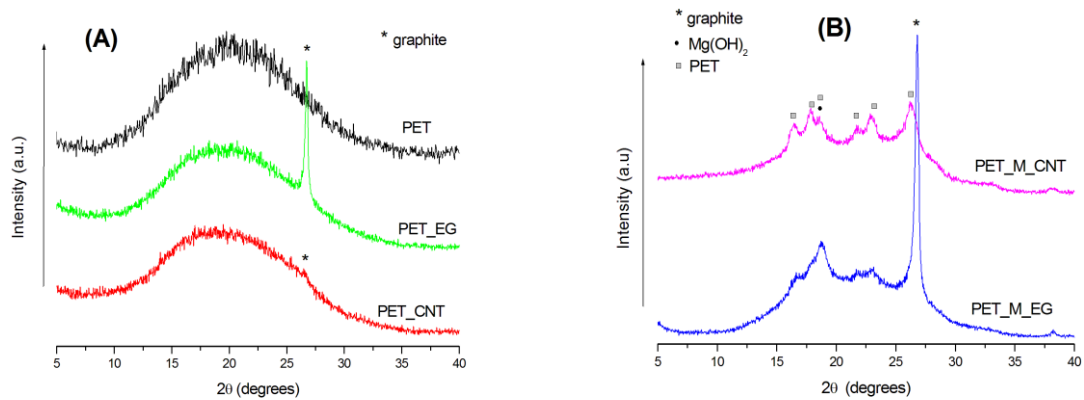 (A)
* graphite
*
PET
*
PET_EG
*
PET_CNT
Intensity (a.u.)
5 10 15 20 25 30 35 40
2θ (degrees)
* graphite
• Mg(OH)2
PET
(B)
*
PET_M_CNT
PET_M_EG
Intensity (a.u)
5 10 15 20 25 30 35 40
2θ (degrees)